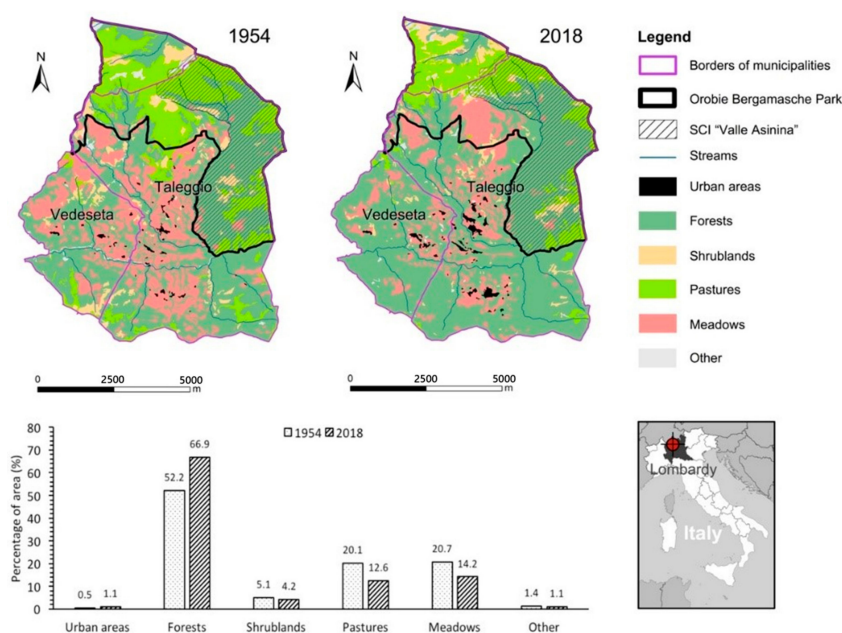 1954
2018
N
N
Taleggio
Vedeseta
Taleggio
Vedeseta
0 2500 5000
m
0 2500 5000
m
Legend
Borders of municipalities
Orobie Bergamasche Park
SCI "Valle Asinina"
Streams
Urban areas
Forests
Shrublands
Pastures
Meadows
Other
Percentage of area (%)
80
70
60
50
40
30
20
10
0
1954 2018
0.5 1.1
52.2 66.9
5.1 4.2
20.1 12.6
20.7 14.2
1.4 1.1
Urban areas Forests Shrublands Pastures Meadows Other
Lombardy
Italy